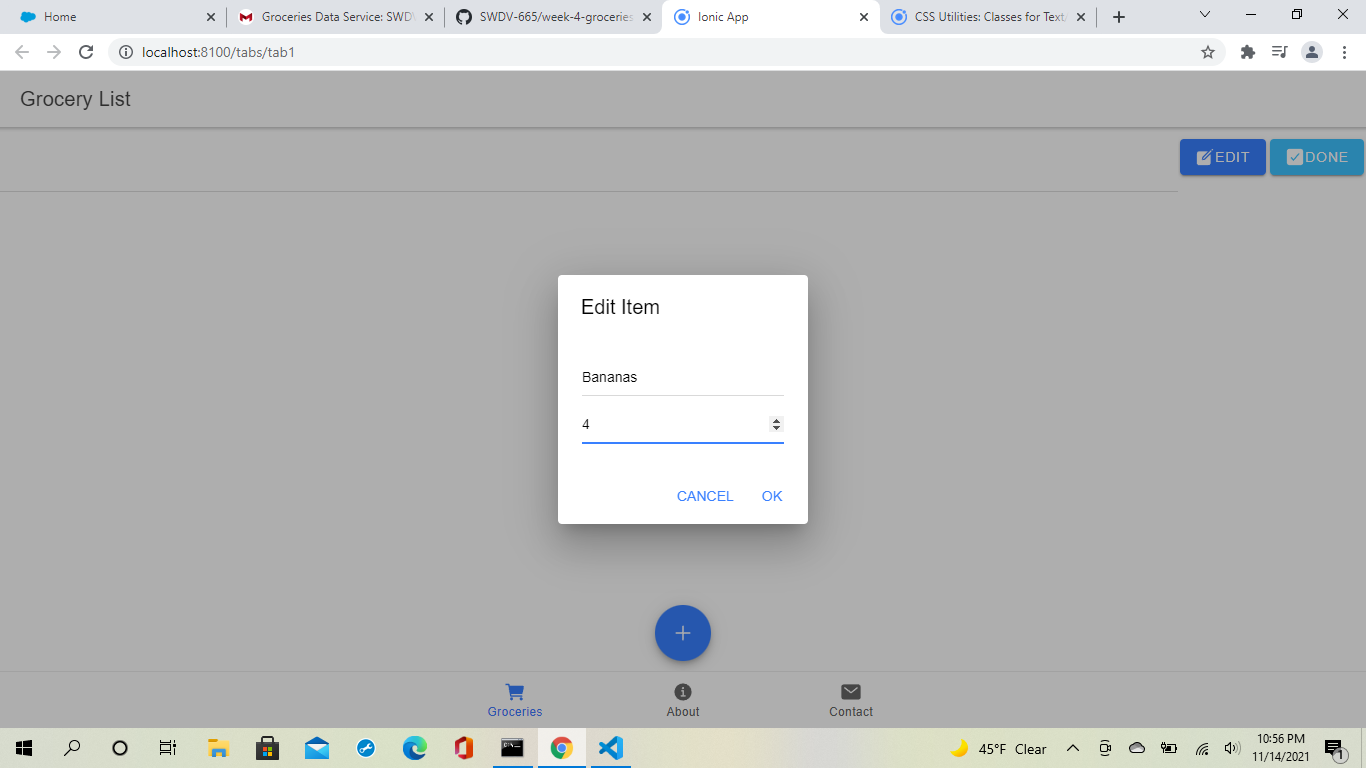 Home
Groceries Data Service: SWDV
SWDV-665/week-4-groceries
Ionic App
CSS Utilities: Classes for Text
localhost:8100/tabs/tab1
Grocery List
EDIT
DONE
Edit Item
Bananas
4
CANCEL
OK
Groceries
About
Contact
45°F Clear
10:56 PM
11/14/2021
1